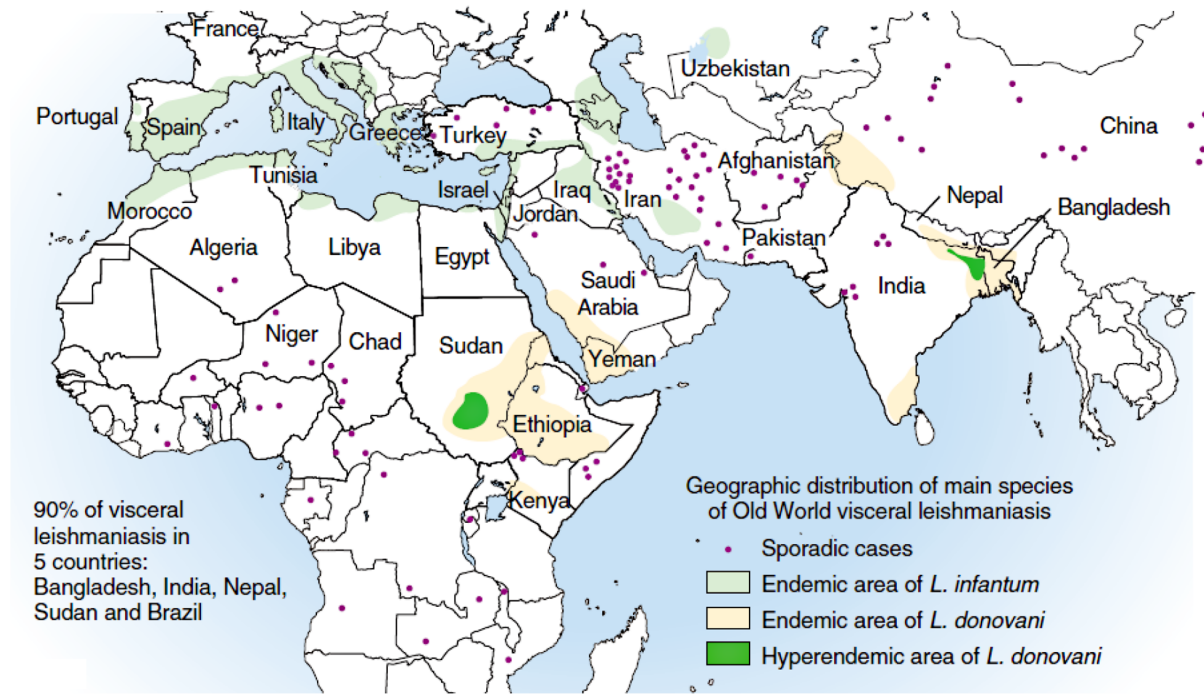 France
Uzbekistan
Portugal
Spain
Italy
Greece
Turkey
China
Tunisia
Afghanistan
Israel
Iraq
Iran
Nepal
Morocco
Jordan
Bangladesh
Algeria
Libya
Egypt
Pakistan
Saudi
Arabia
India
Niger
Chad
Sudan
Yeman
Ethiopia
Kenya
90% of visceral
leishmaniasis in
5 countries:
Bangladesh, India, Nepal,
Sudan and Brazil
Geographic distribution of main species
of Old World visceral leishmaniasis
Sporadic cases
Endemic area of L. infantum
Endemic area of L. donovani
Hyperendemic area of L. donovani